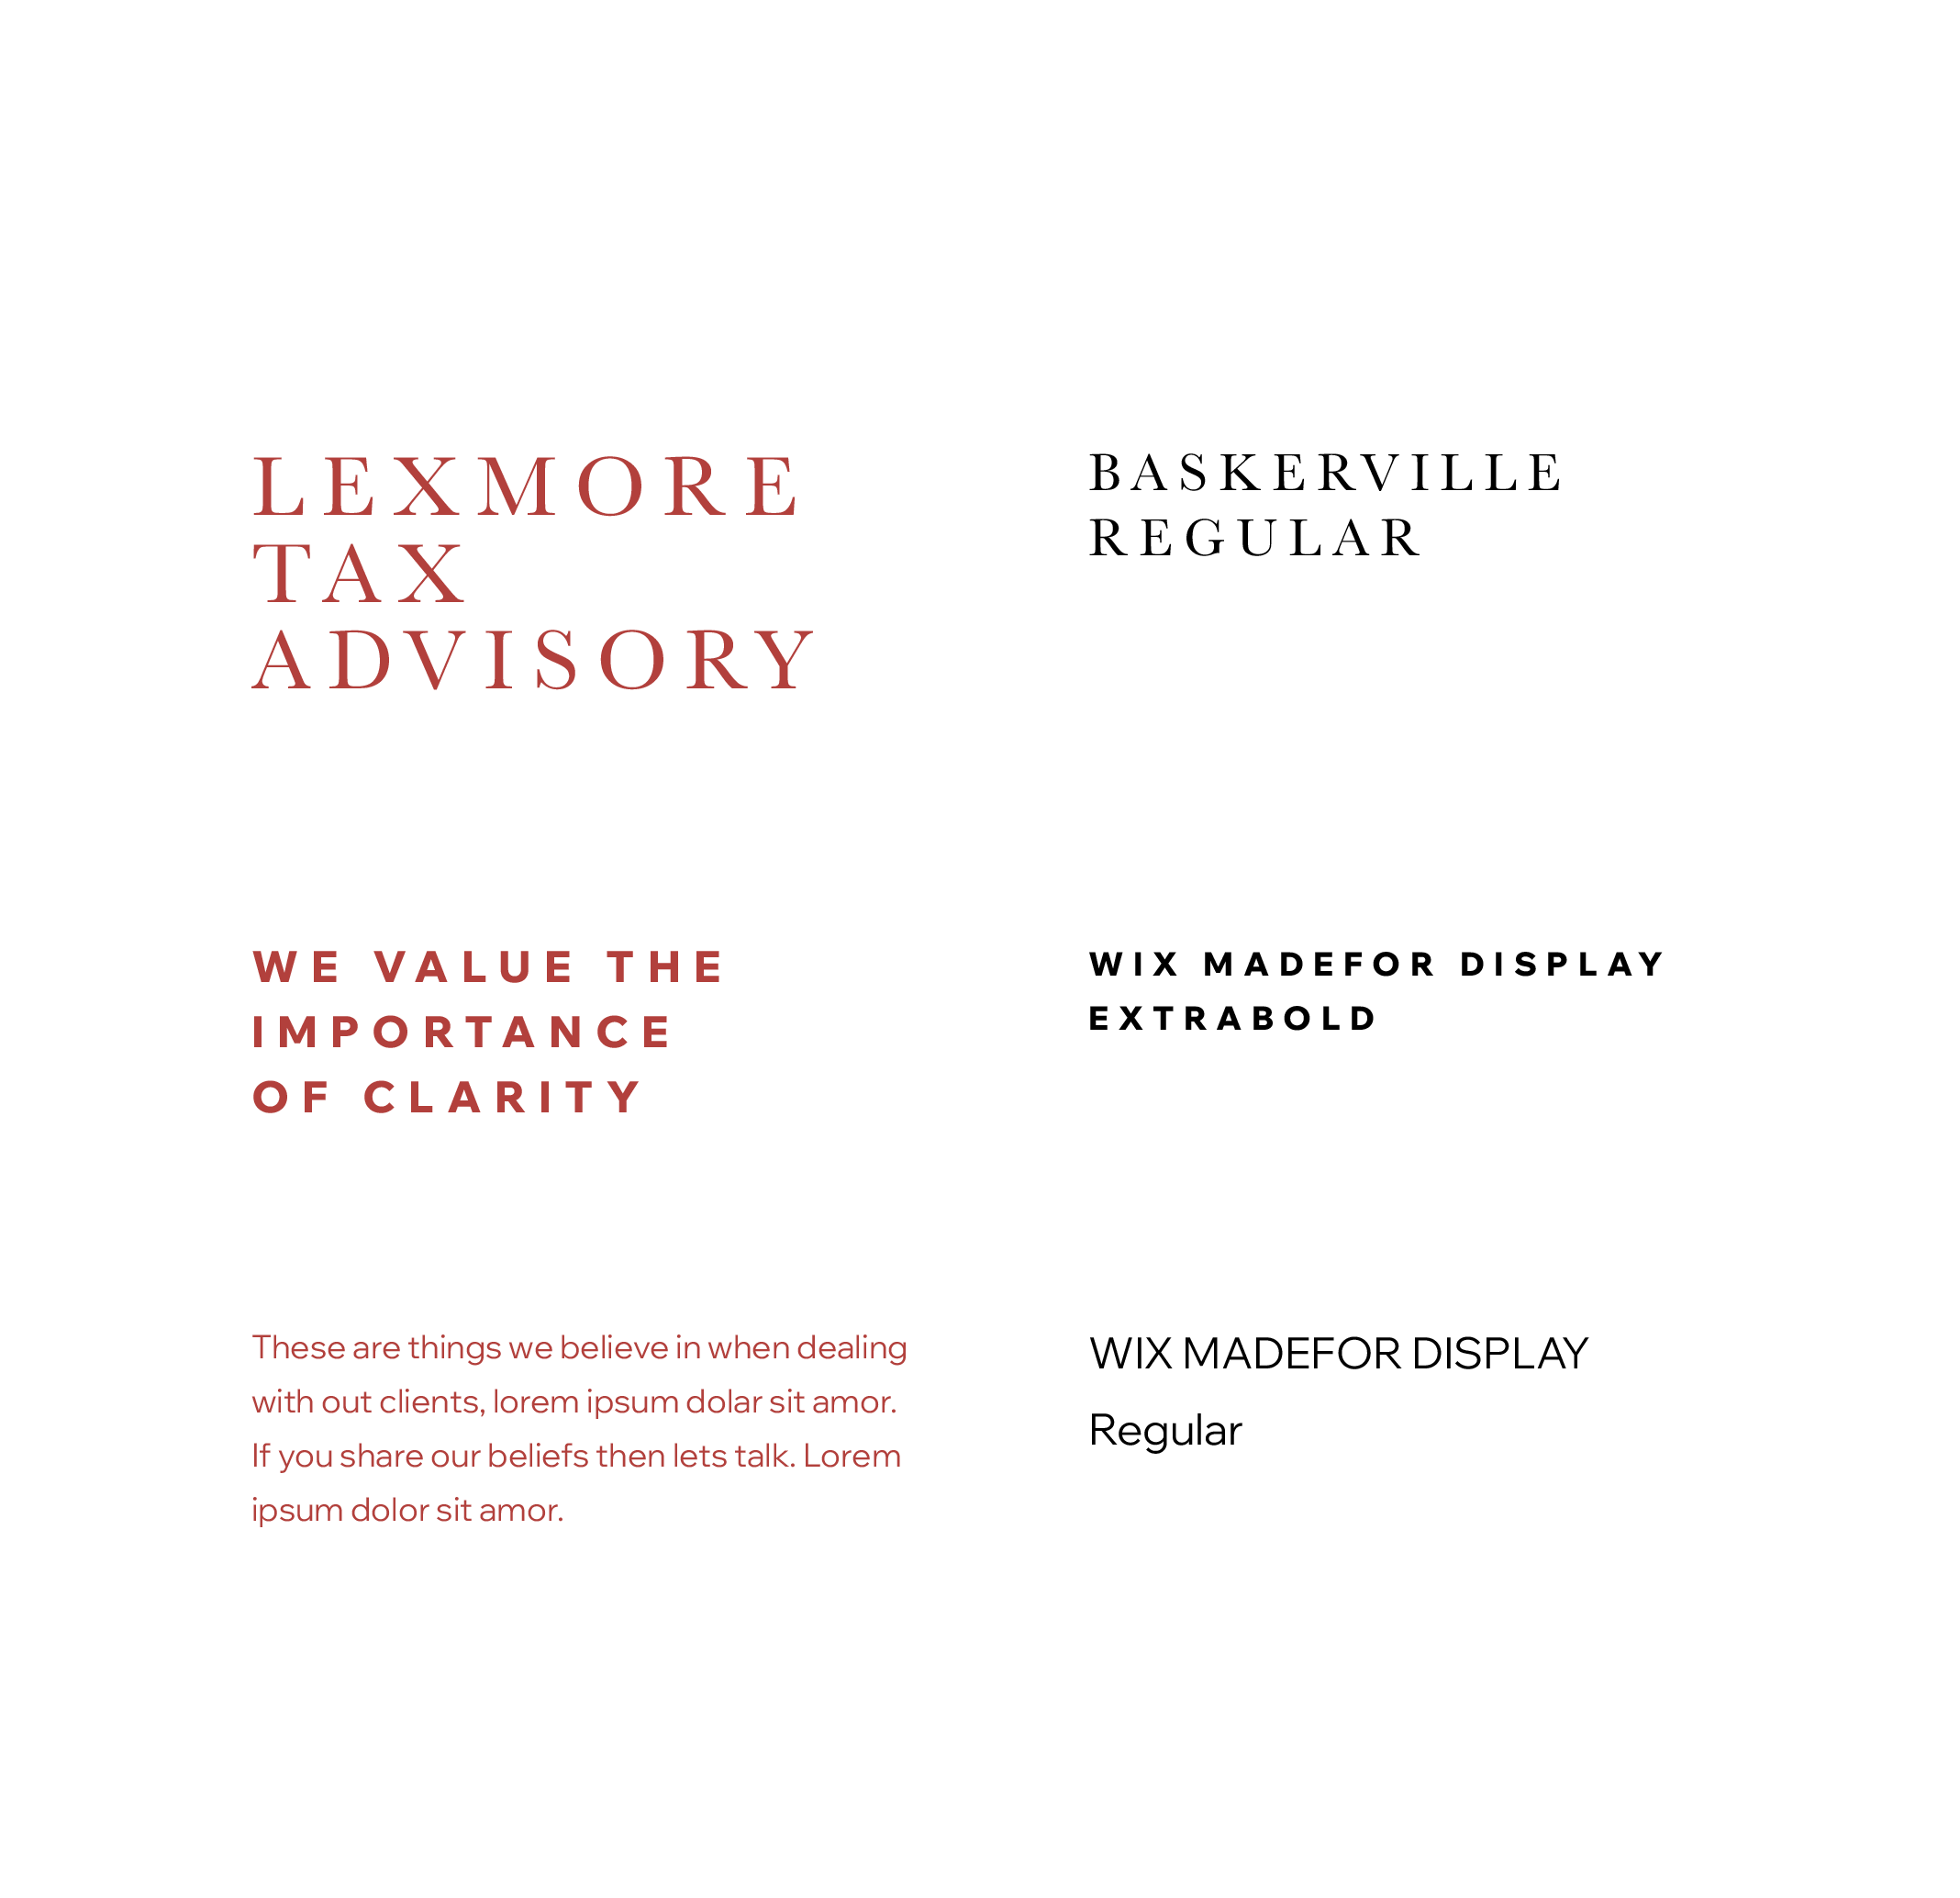 LEXMORE
TAX
ADVISORY
BASKERVILLE
REGULAR
WE VALUE THE
IMPORTANCE
OF CLARITY
WIX MADEFOR DISPLAY
EXTRABOLD
These are things we believe in when dealing
with out clients, lorem ipsum dolar sit amor.
If you share our beliefs then lets talk. Lorem
ipsum dolor sit amor.
WIX MADEFOR DISPLAY
Regular